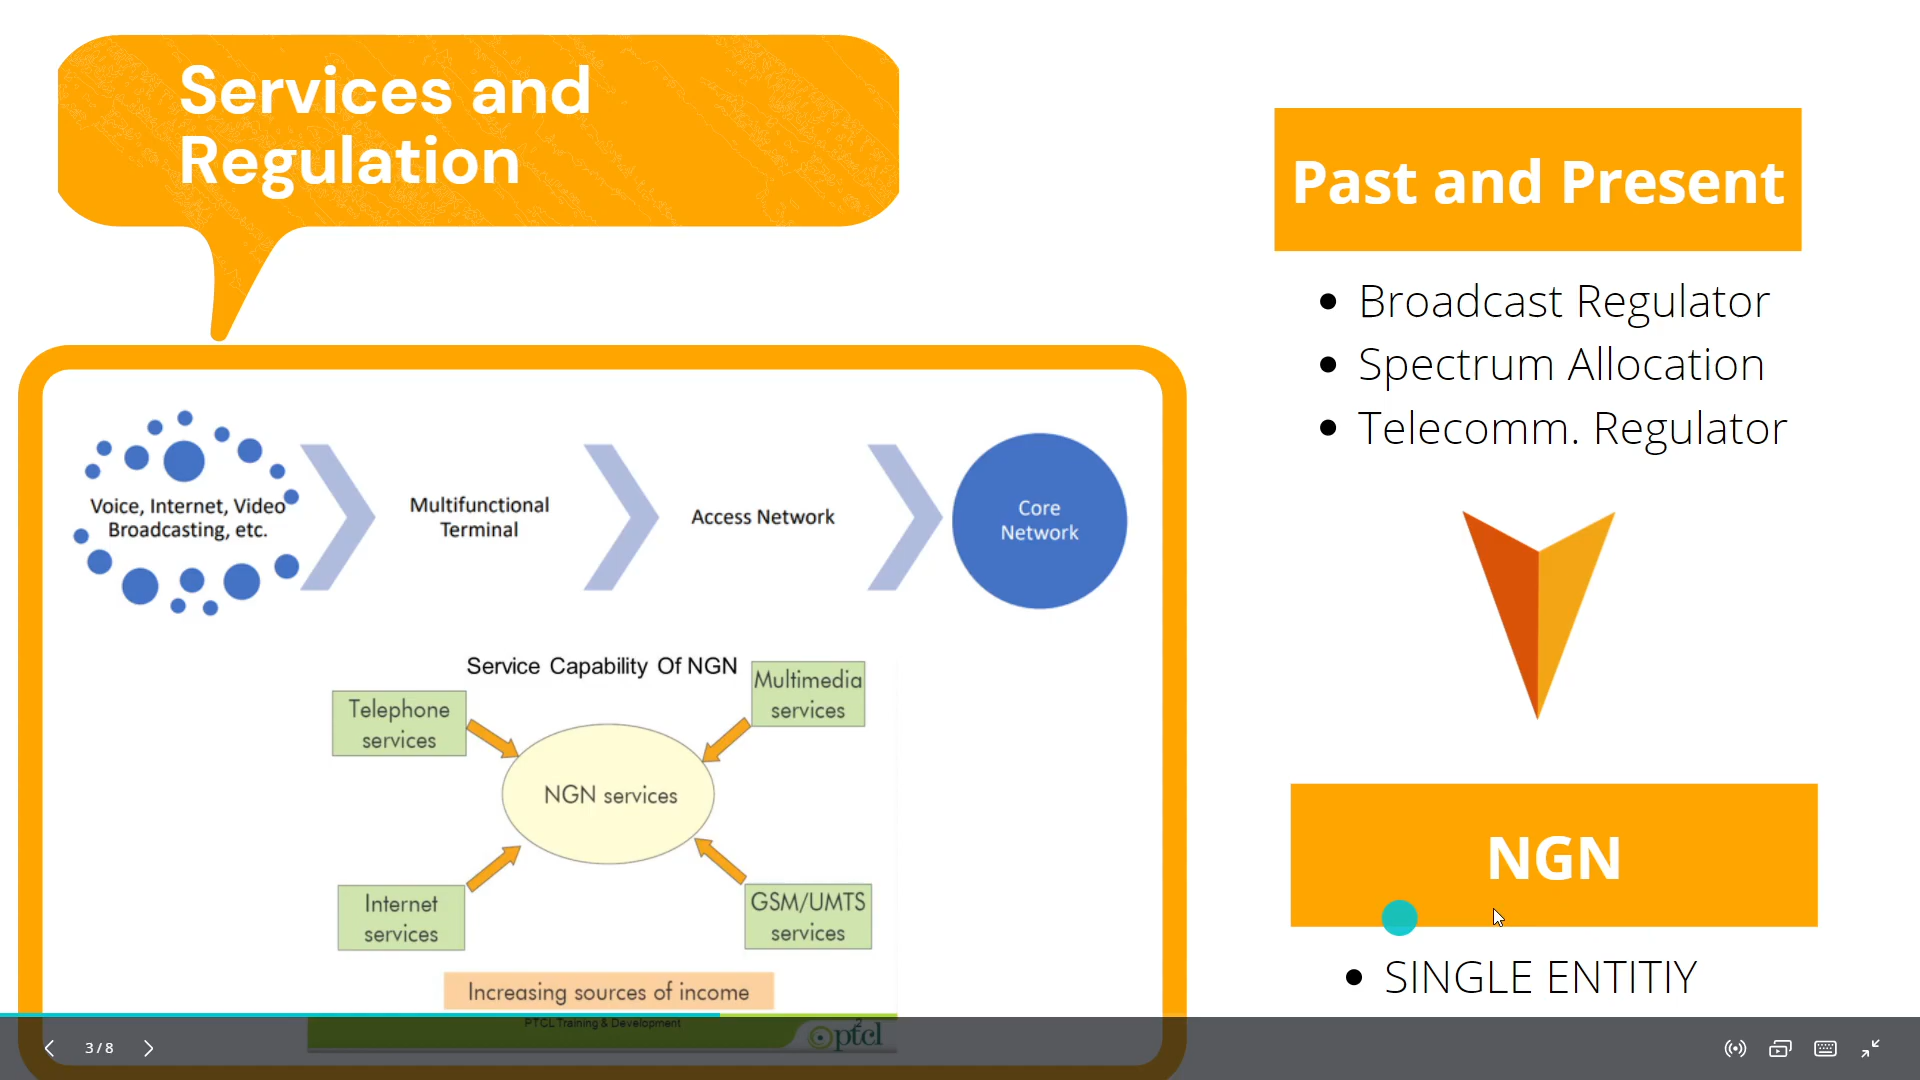 Services and
Regulation
Past and Present
Broadcast Regulator
Spectrum Allocation
Telecomm. Regulator
Voice, Internet, Video
Broadcasting, etc.
Multifunctional
Terminal
Access Network
Core
Network
Service Capability Of NGN
Telephone
services
Multimedia
services
NGN services
Internet
services
GSM/UMTS
services
Increasing sources of income
PTCL Training & Development
2
ptcl
NGN
SINGLE ENTITIY
3/8